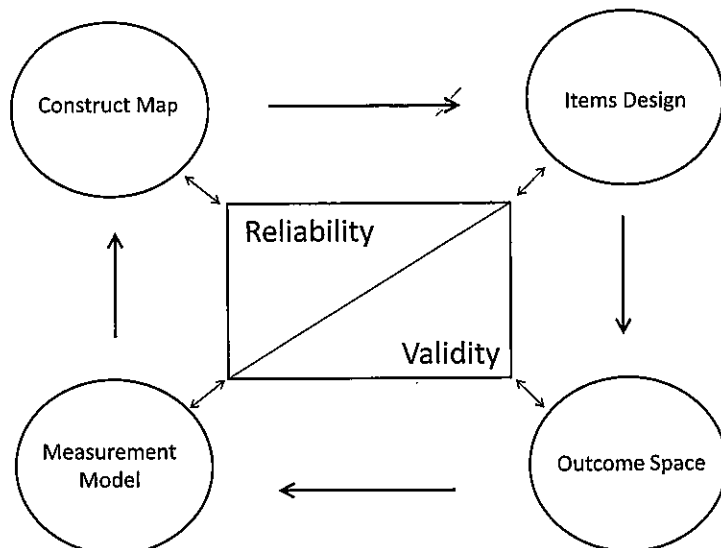 Construct Map
Items Design
Reliability
Validity
Measurement
Model
Outcome Space